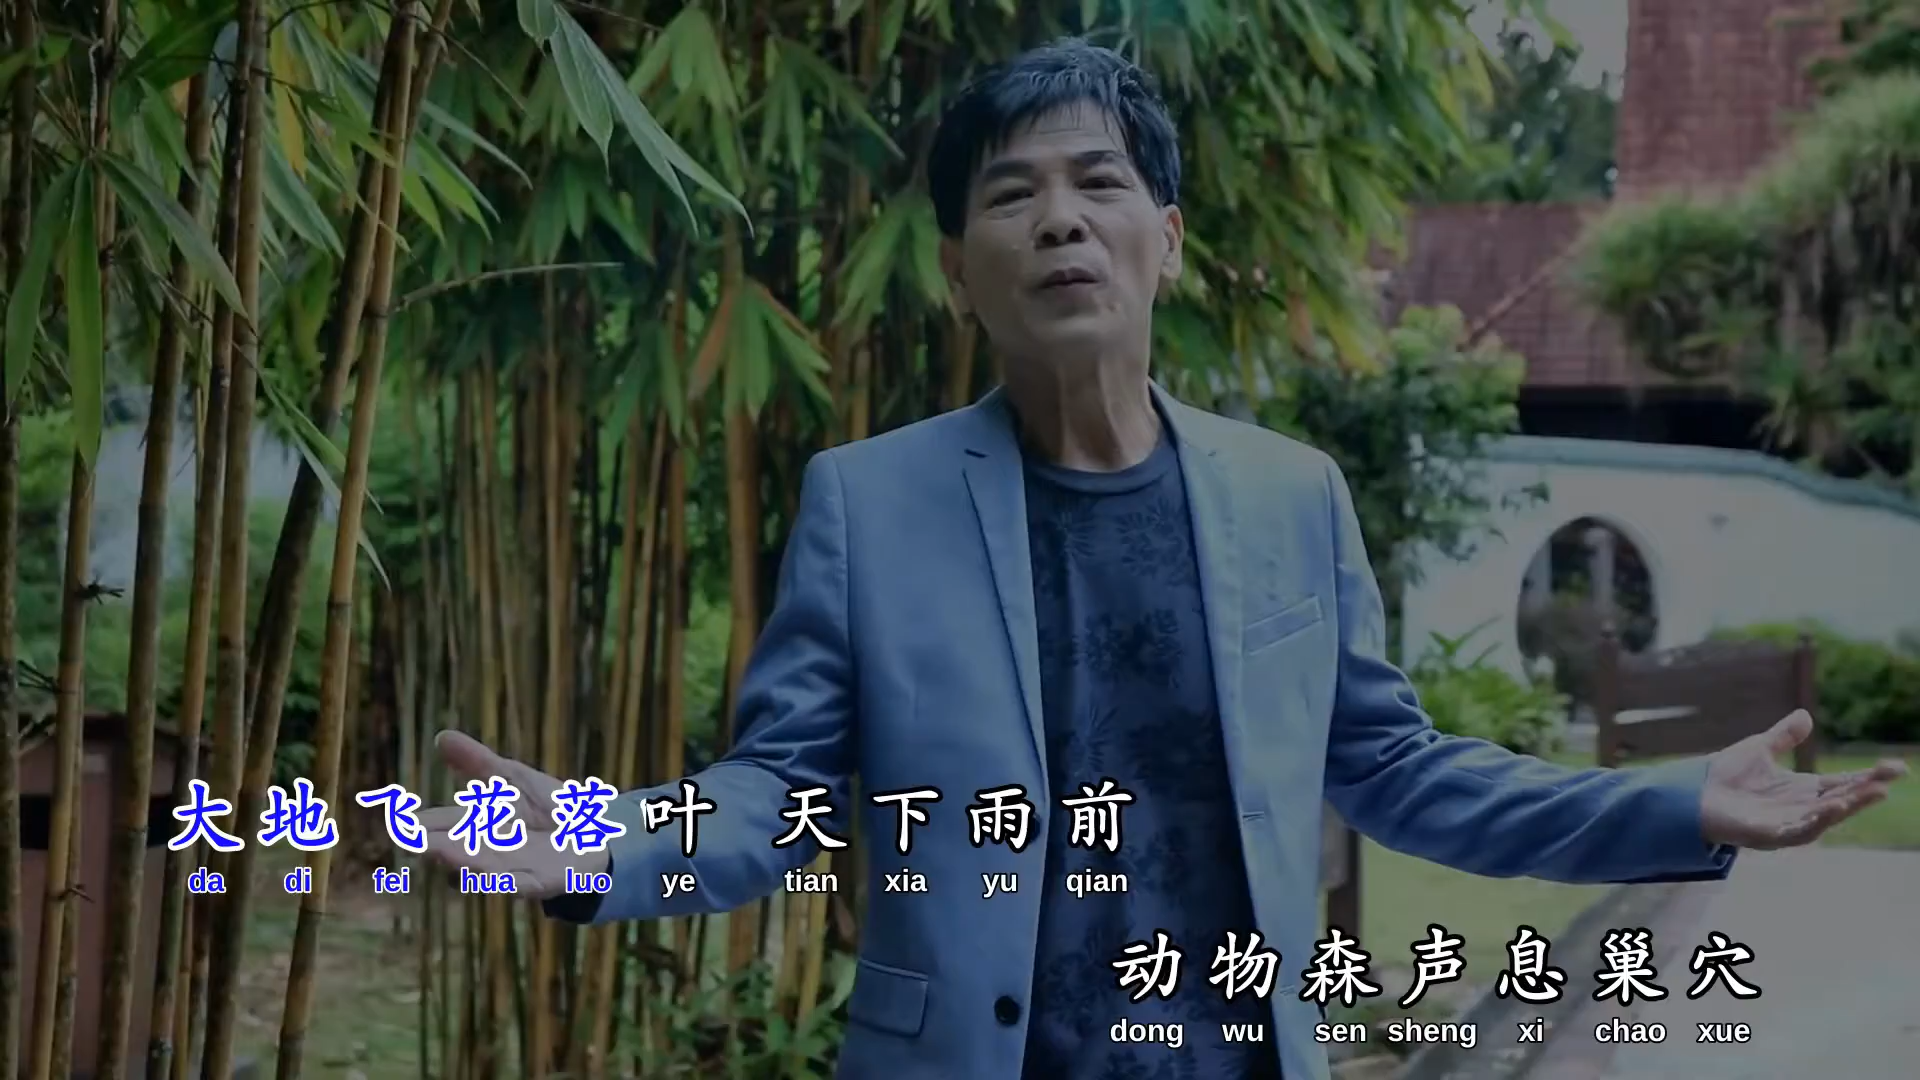 大地飞花落叶 天下雨前
da di fei hua luo ye tian xia yu qian
动物森声息巢穴
dong wu sen sheng xi chao xue